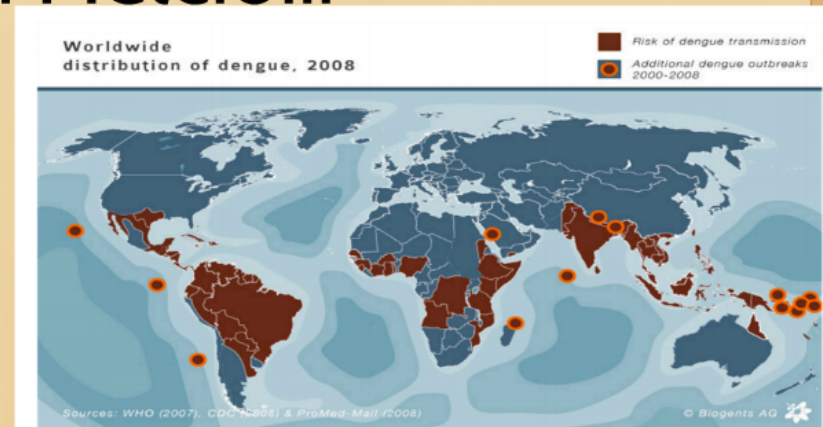 Worldwide
distribution of dengue, 2008
Risk of dengue transmission
Additional dengue outbreaks
2000-2008
Sources: WHO (2007), CDC (2008) & ProMed-Mail (2008)
© Biogents AG